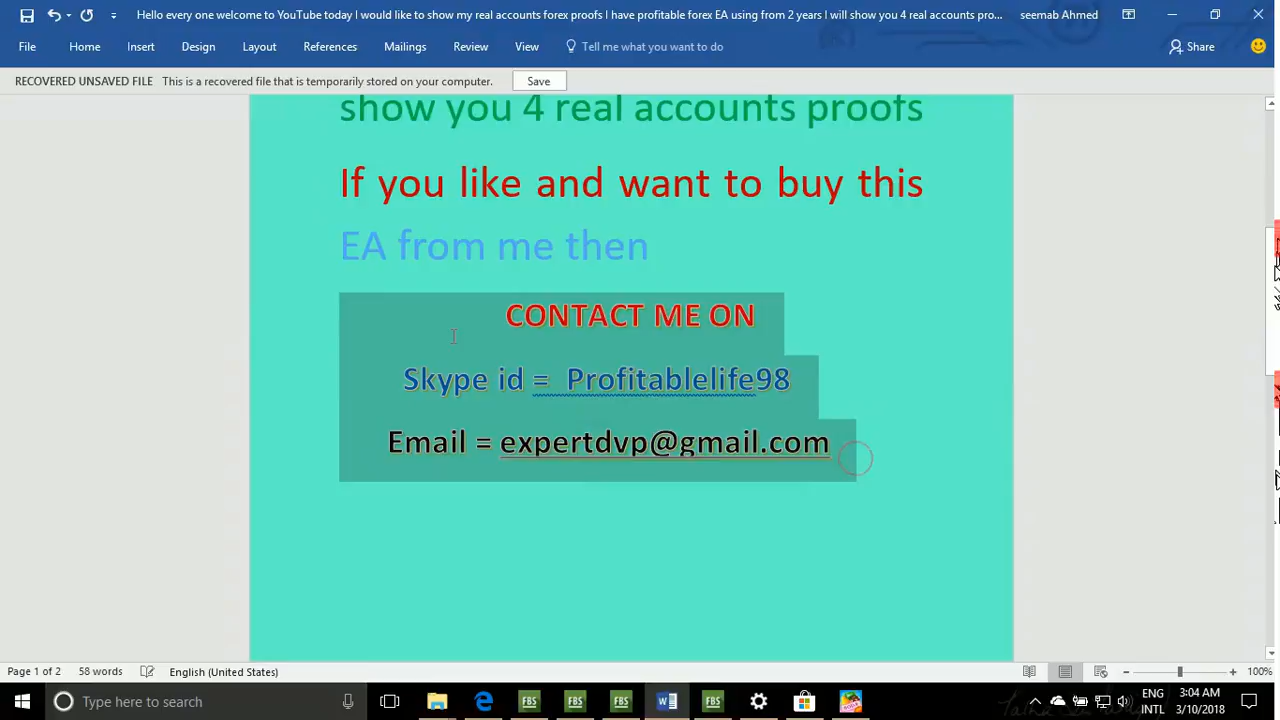 Hello every one welcome to YouTube today I would like to show my real accounts forex proofs I have profitable forex EA using from 2 years I will show you 4 real accounts pro...
seemab Ahmed
File Home Insert Design Layout References Mailings Review View Tell me what you want to do Share
RECOVERED UNSAVED FILE This is a recovered file that is temporarily stored on your computer. Save
show you 4 real accounts proofs
If you like and want to buy this
EA from me then
CONTACT ME ON
Skype id = Profitablelife98
Email = expertdvp@gmail.com
Page 1 of 2 58 words English (United States) 100%
Type here to search
FBS FBS FBS FBS
ENG 3:04 AM
INTL 3/10/2018